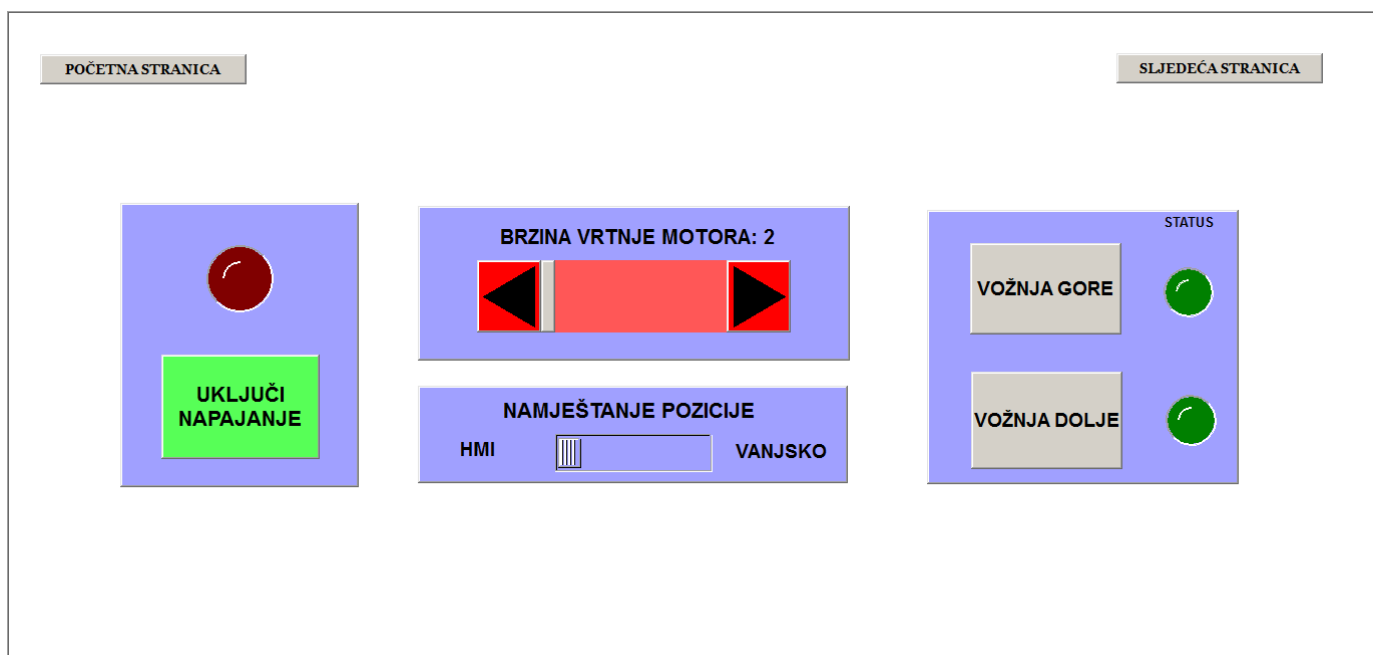 POČETNA STRANICA
SLJEDEĆA STRANICA
UKLJUČI
NAPAJANJE
BRZINA VRTNJE MOTORA: 2
NAMJEŠTANJE POZICIJE
HMI
VANJSKO
STATUS
VOŽNJA GORE
VOŽNJA DOLJE